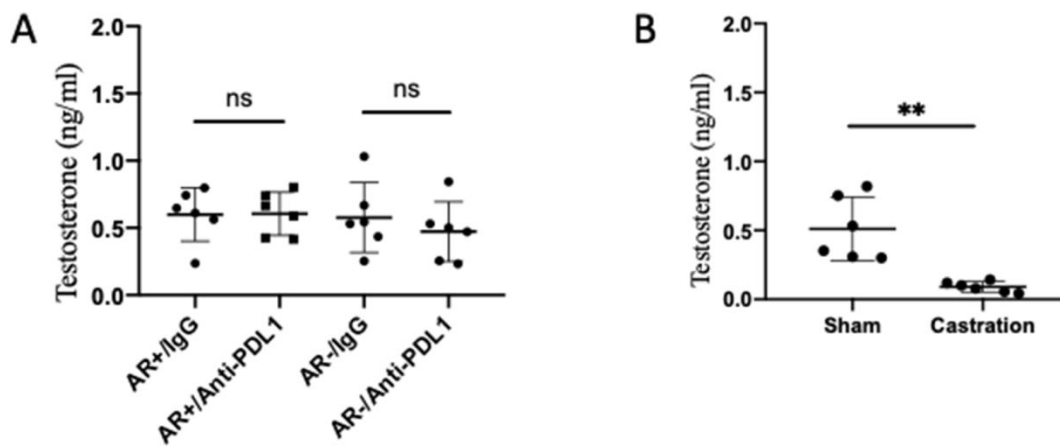 A
Testosterone (ng/ml)
2.0
1.5
1.0
0.5
0.0
ns
ns
AR+/IgG
AR+/Anti-PDL1
AR-/IgG
AR-/Anti-PDL1
B
Testosterone (ng/ml)
2.0
1.5
1.0
0.5
0.0
**
Sham
Castration